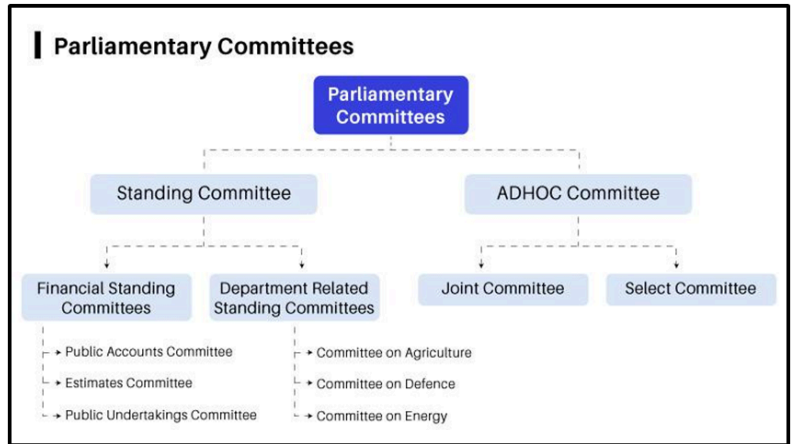 Parliamentary Committees
Parliamentary
Committees
Standing Committee
ADHOC Committee
Financial Standing
Committees
Department Related
Standing Committees
Joint Committee
Select Committee
Public Accounts Committee
Estimates Committee
Public Undertakings Committee
Committee on Agriculture
Committee on Defence
Committee on Energy